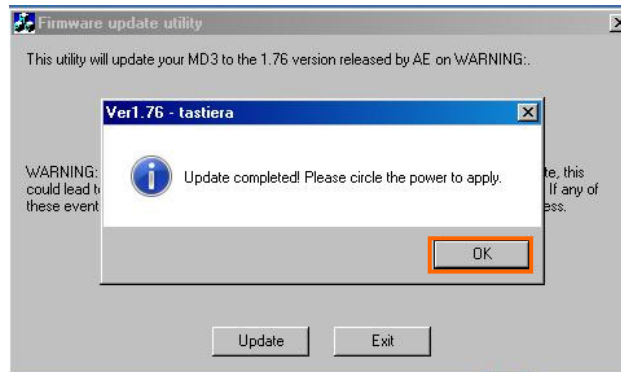 Firmware update utility
This utility will update your MD3 to the 1.76 version released by AE on WARNING:.
Ver1.76 - tastiera
Update completed! Please circle the power to apply.
OK
WARNING: te, this
could lead t If any of
these event ess.
Update Exit